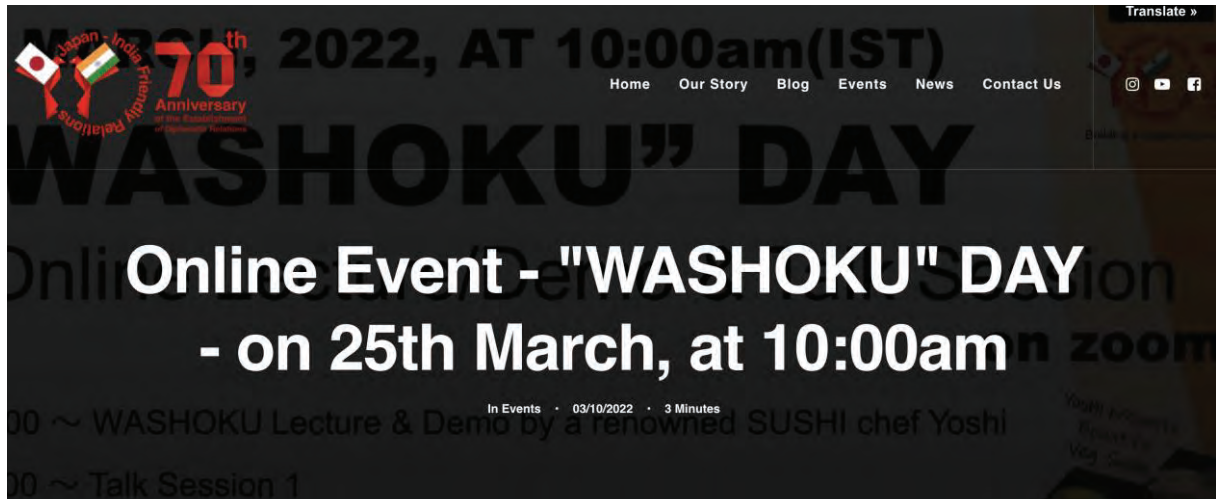 Translate »
Japan - India Friendly Relations
70th
Anniversary
of the Establishment
of Diplomatic Relations
Home Our Story Blog Events News Contact Us
, 2022, AT 10:00am(IST)
WASHOKU” DAY
Online Event - "WASHOKU" DAY
- on 25th March, at 10:00am
on zoom
In Events · 03/10/2022 · 3 Minutes
00 ~ WASHOKU Lecture & Demo by a renowned SUSHI chef Yoshi
00 ~ Talk Session 1